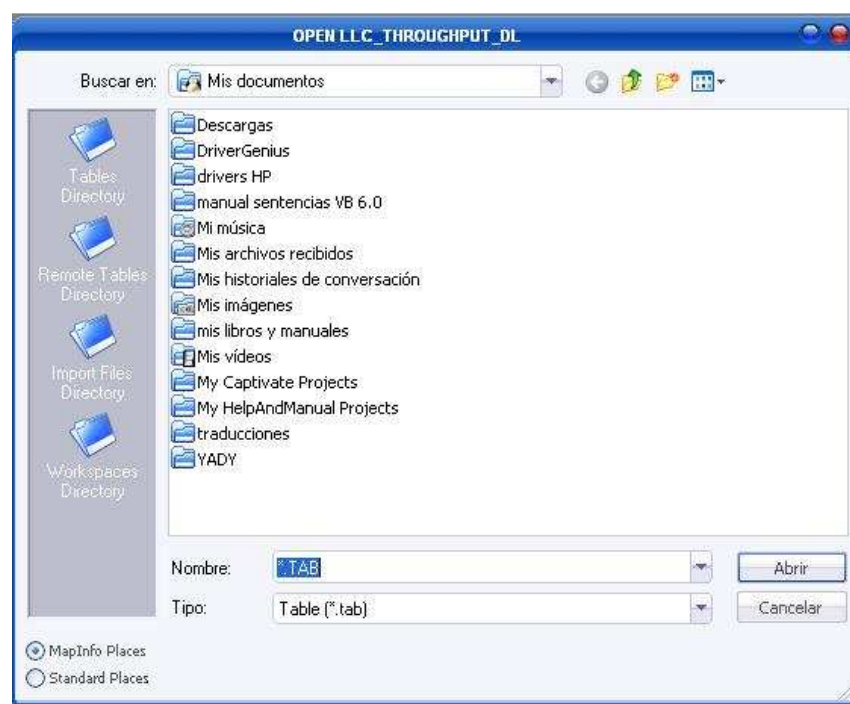 OPEN LLC_THROUGHPUT_DL
Buscar en:
Mis documentos
Tables
Directory
Remote Tables
Directory
Import Files
Directory
Workspaces
Directory
Descargas
DriverGenius
drivers HP
manual sentencias VB 6.0
Mi música
Mis archivos recibidos
Mis historiales de conversación
Mis imágenes
mis libros y manuales
Mis vídeos
My Captivate Projects
My HelpAndManual Projects
traducciones
YADY
Nombre:
*.TAB
Abrir
Tipo:
Table (*.tab)
Cancelar
MapInfo Places
Standard Places